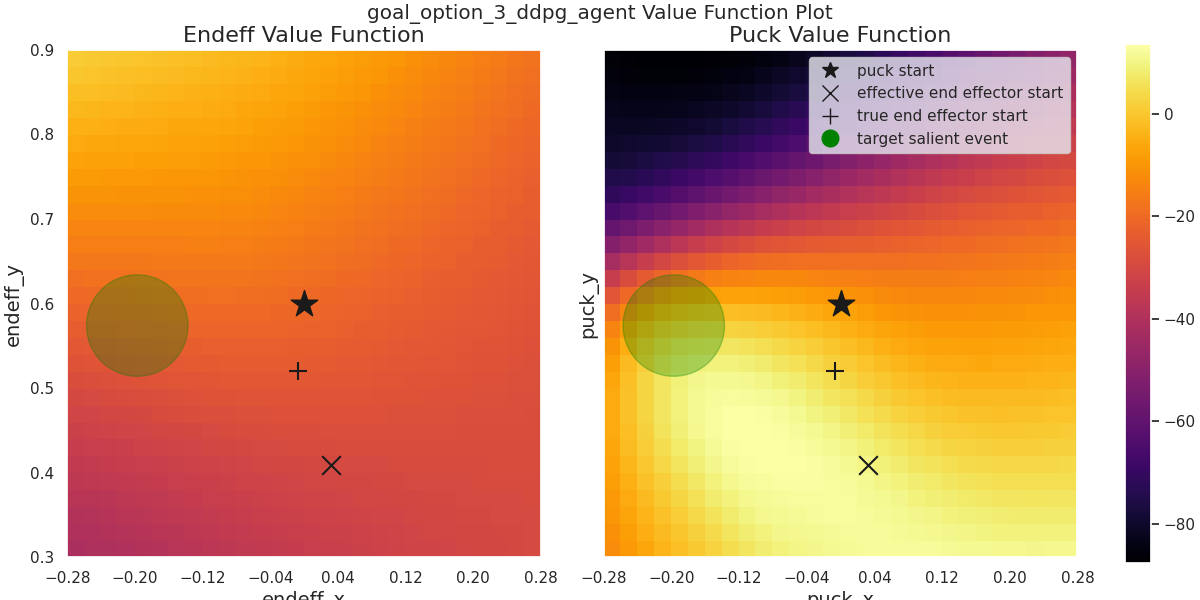 goal_option_3_ddpg_agent Value Function Plot
Endeff Value Function
Puck Value Function
puck start
effective end effector start
true end effector start
target salient event
0.9
0.8
0.7
0.6
0.5
0.4
0.3
endeff_y
−0.28 −0.20 −0.12 −0.04 0.04 0.12 0.20 0.28
endeff_x
puck_y
−0.28 −0.20 −0.12 −0.04 0.04 0.12 0.20 0.28
puck_x
0
−20
−40
−60
−80